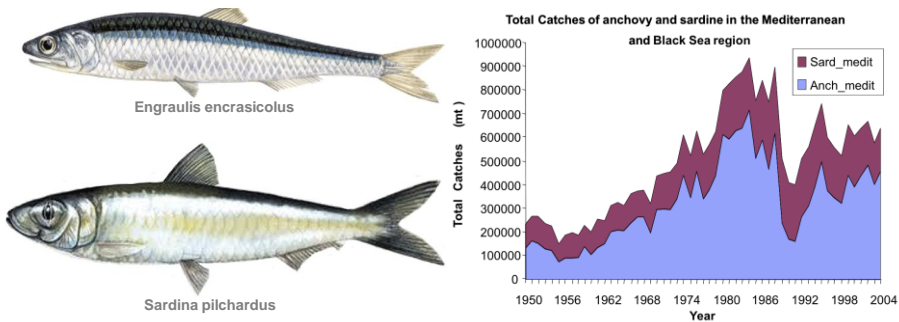 Engraulis encrasicolus
Sardina pilchardus
Total Catches of anchovy and sardine in the Mediterranean
and Black Sea region
Total Catches (mt)
1000000
900000
800000
700000
600000
500000
400000
300000
200000
100000
0
Sard_medit
Anch_medit
1950 1956 1962 1968 1974 1980 1986 1992 1998 2004
Year